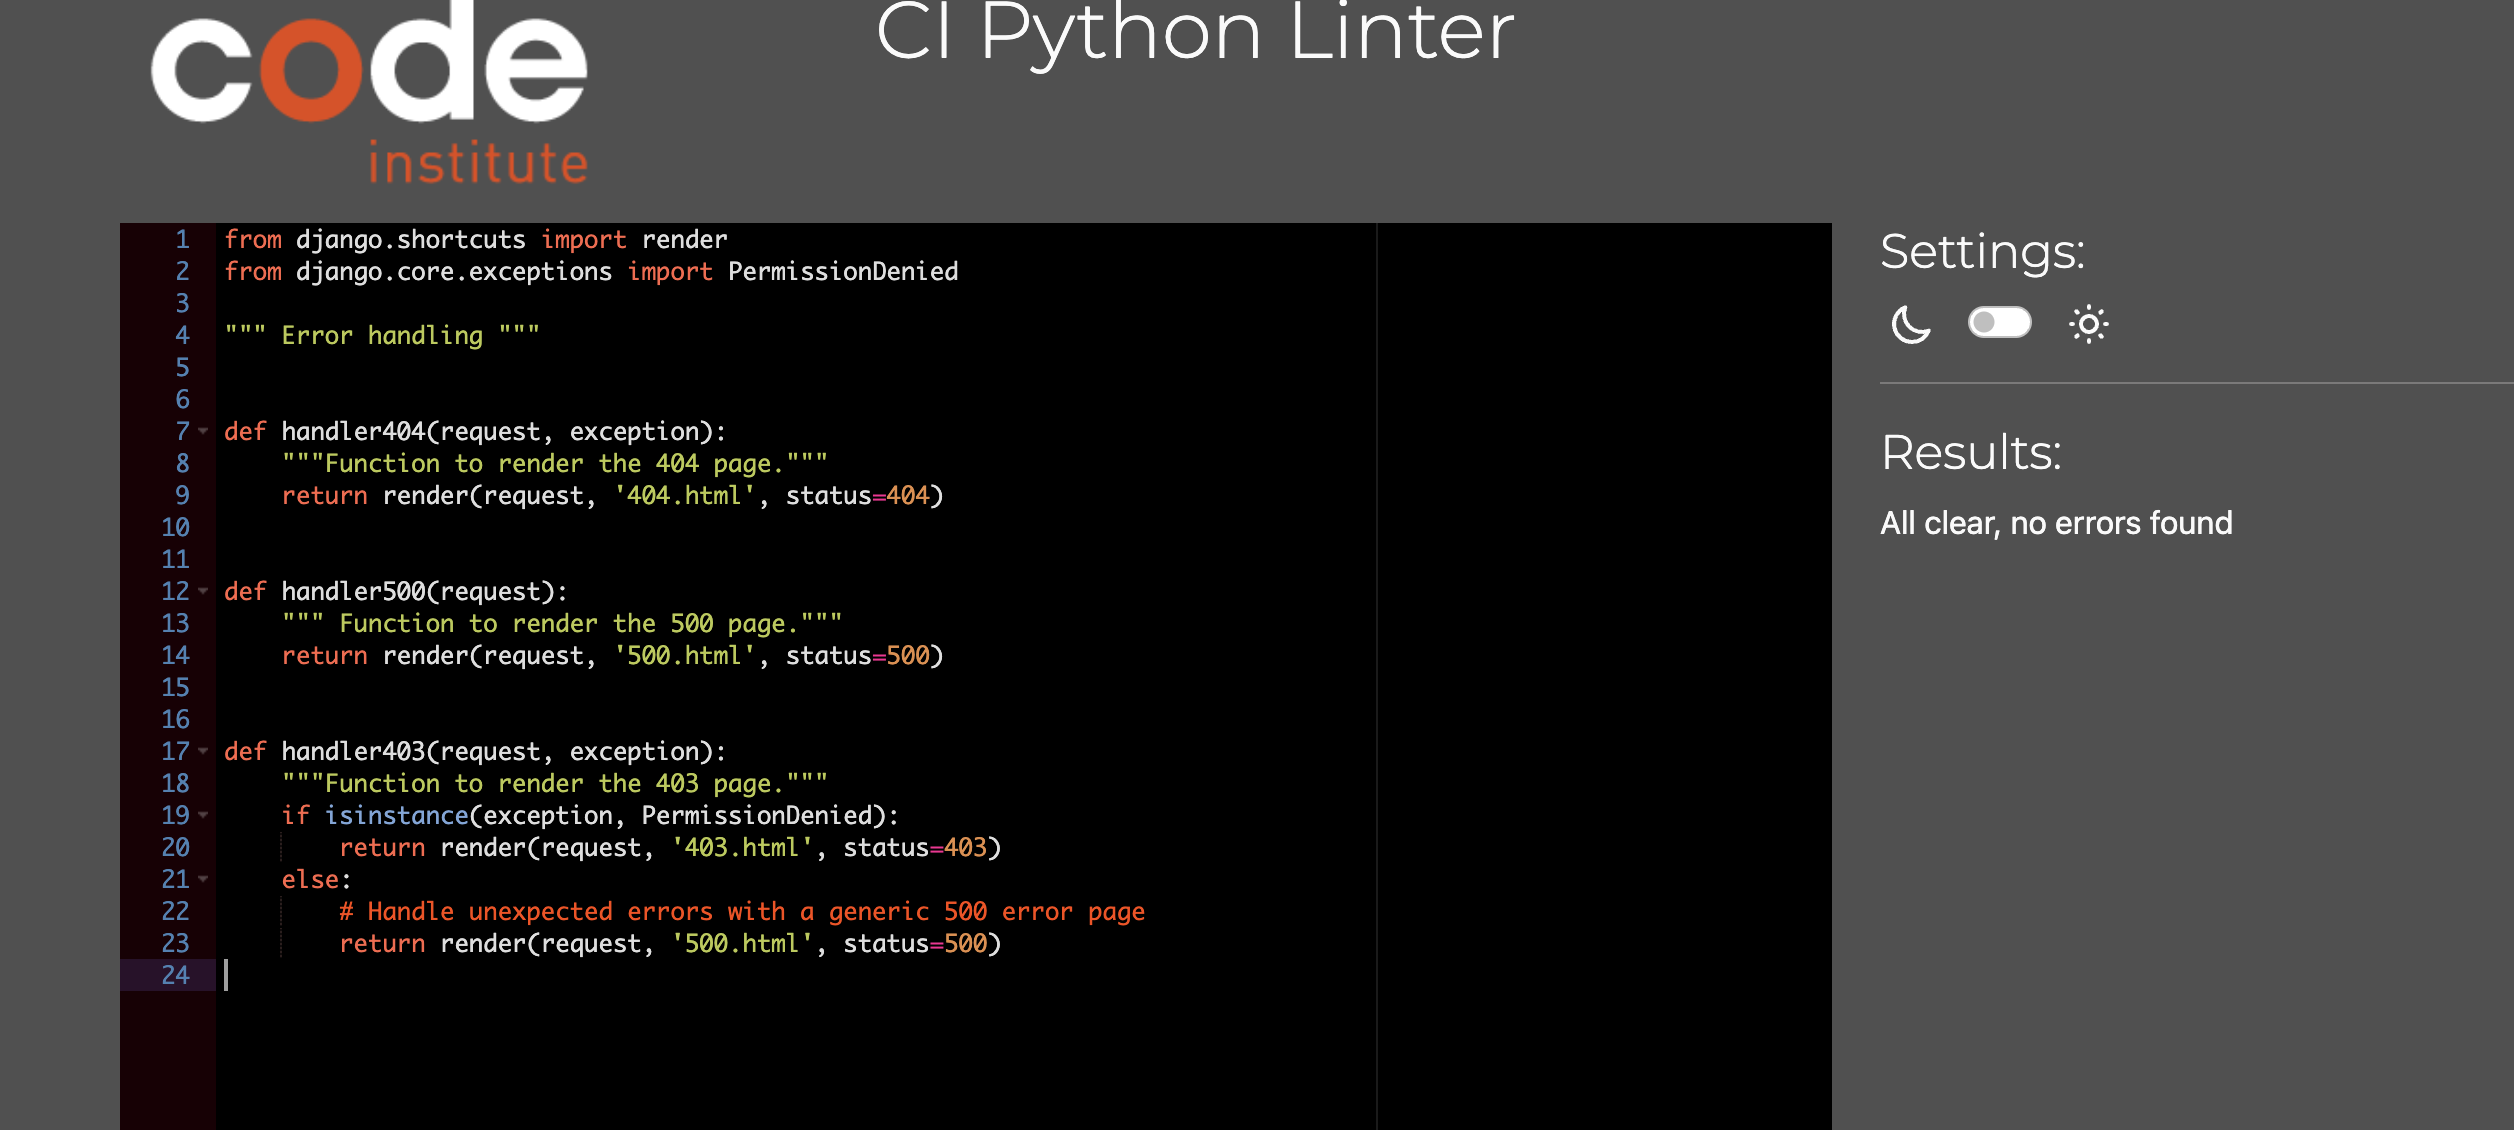 code
institute
CI Python Linter
1 from django.shortcuts import render
2 from django.core.exceptions import PermissionDenied
3
4 """ Error handling """
5
6
7 def handler404(request, exception):
8     """Function to render the 404 page."""
9     return render(request, '404.html', status=404)
10
11
12 def handler500(request):
13     """ Function to render the 500 page."""
14     return render(request, '500.html', status=500)
15
16
17 def handler403(request, exception):
18     """Function to render the 403 page."""
19     if isinstance(exception, PermissionDenied):
20         return render(request, '403.html', status=403)
21     else:
22         # Handle unexpected errors with a generic 500 error page
23         return render(request, '500.html', status=500)
24
Settings:
Results:
All clear, no errors found